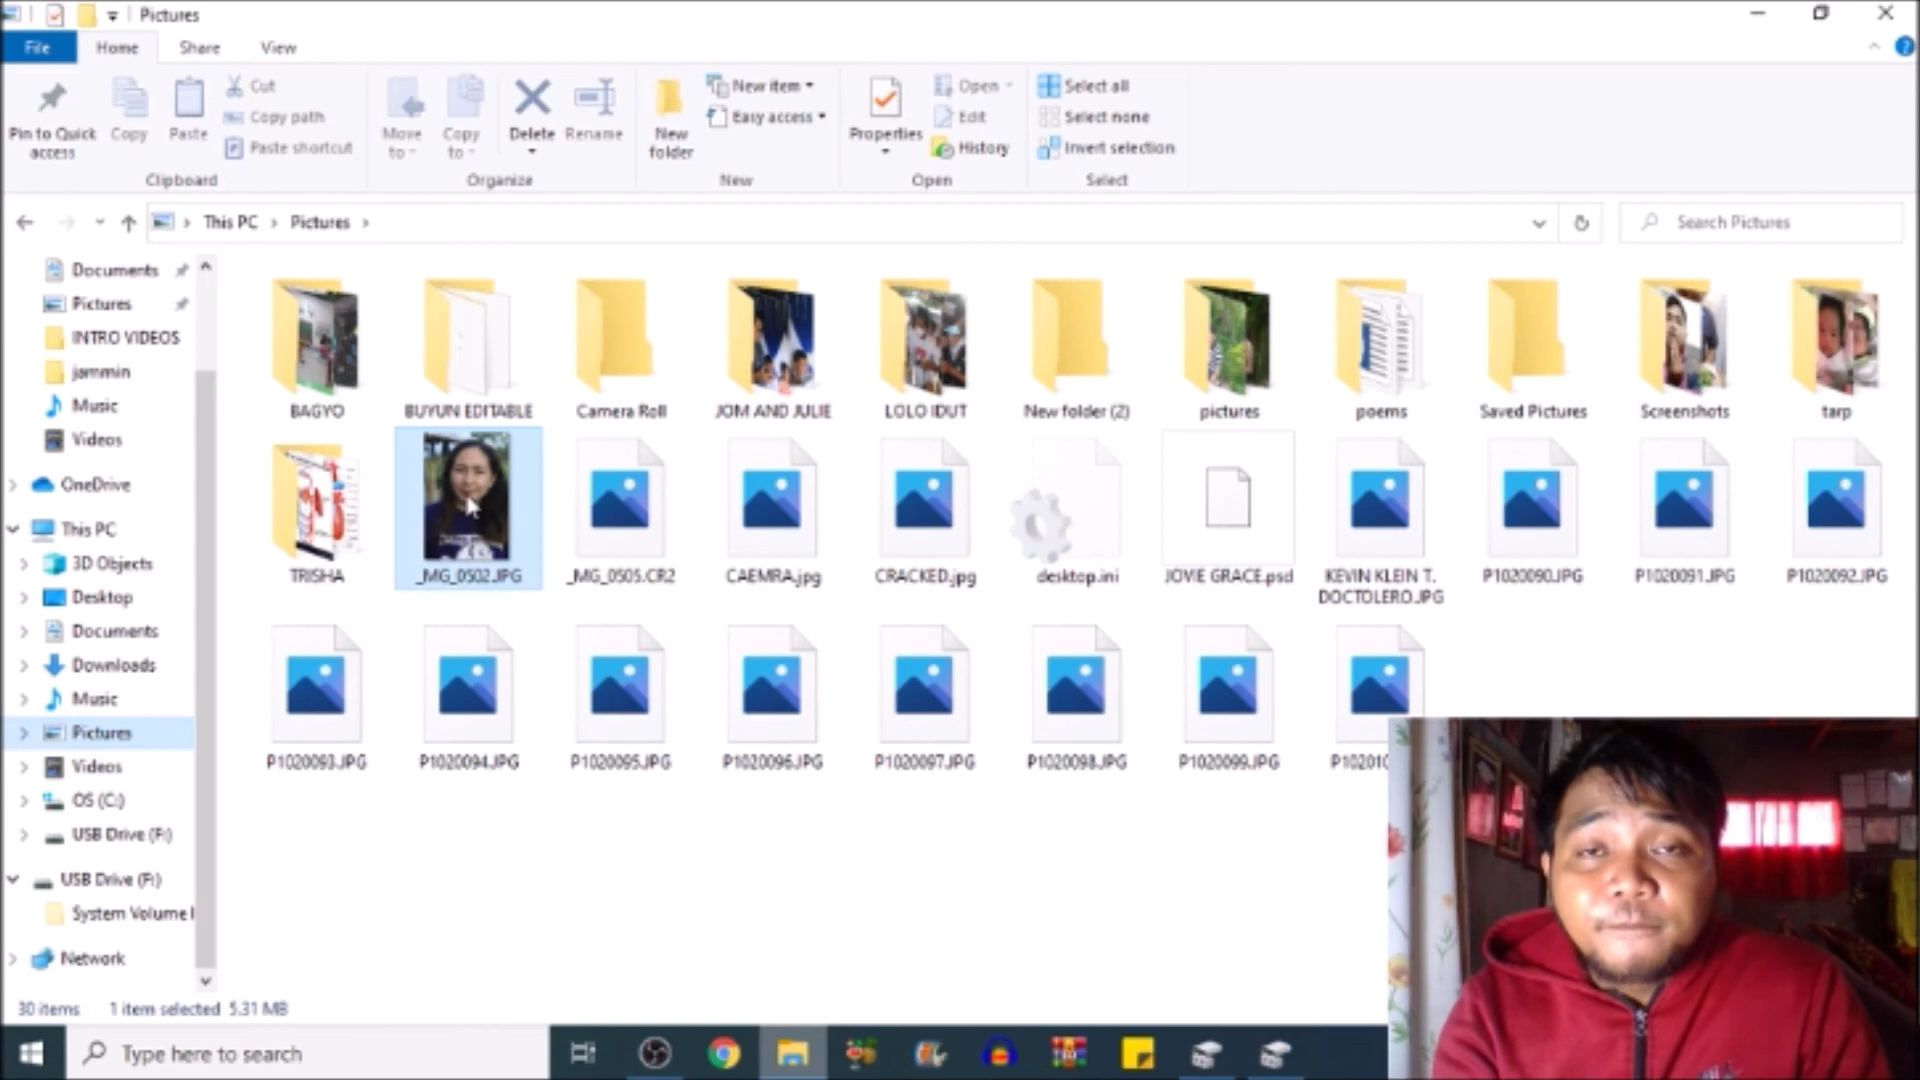 Pictures
File Home Share View
Pin to Quick access
Copy
Paste
Cut
Copy path
Paste shortcut
Clipboard
Move to
Copy to
Delete
Rename
Organize
New folder
New item
Easy access
New
Properties
Open
Edit
History
Open
Select all
Select none
Invert selection
Select
This PC Pictures
Search Pictures
Documents
Pictures
INTRO VIDEOS
jammin
Music
Videos
OneDrive
This PC
3D Objects
Desktop
Documents
Downloads
Music
Pictures
Videos
OS (C:)
USB Drive (F:)
USB Drive (F:)
System Volume I
Network
BAGYO BUYUN EDITABLE Camera Roll JOM AND JULIE LOLO IDUT New folder (2) pictures poems Saved Pictures Screenshots tarp
TRISHA _MG_0502.JPG _MG_0505.CR2 CAEMRA.jpg CRACKED.jpg desktop.ini JOVIE GRACE.psd KEVIN KLEIN T. DOCTOLERO.JPG P1020090.JPG P1020091.JPG P1020092.JPG
P1020093.JPG P1020094.JPG P1020095.JPG P1020096.JPG P1020097.JPG P1020098.JPG P1020099.JPG P102010
30 items 1 item selected 5.31 MB
Type here to search